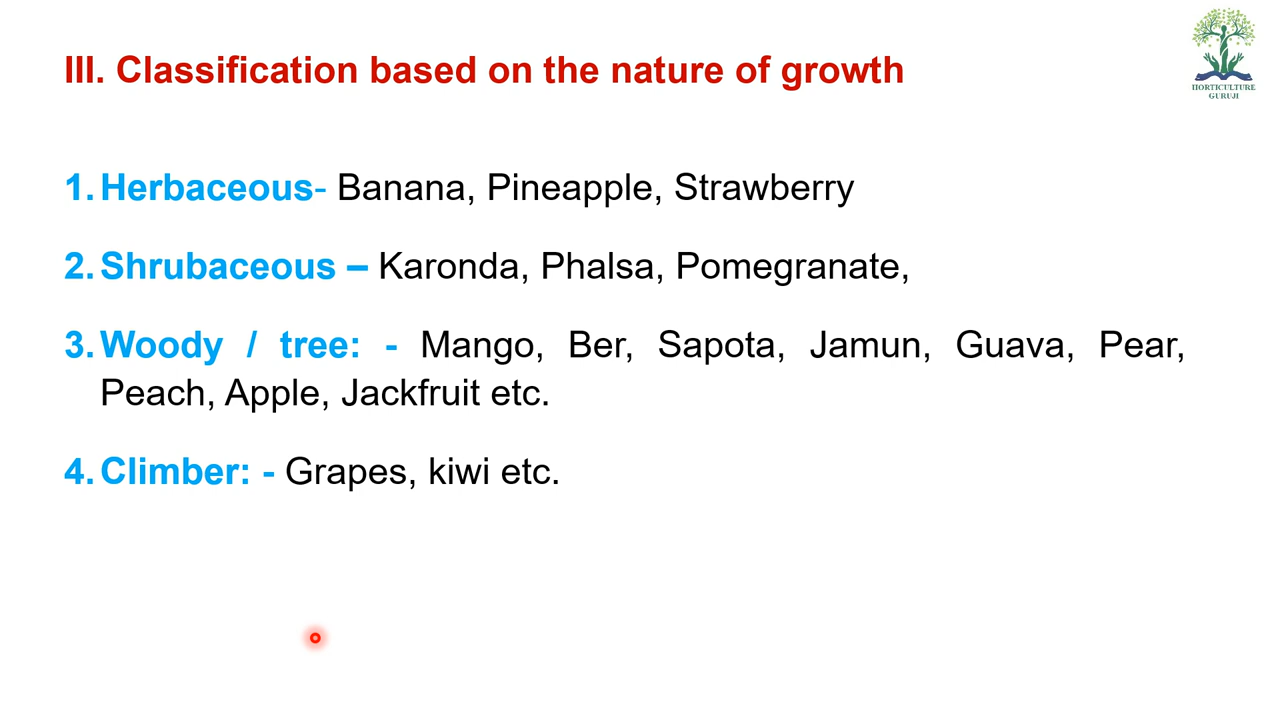 III. Classification based on the nature of growth
HORTICULTURE
GURUJI
1. Herbaceous- Banana, Pineapple, Strawberry
2. Shrubaceous – Karonda, Phalsa, Pomegranate,
3. Woody / tree: - Mango, Ber, Sapota, Jamun, Guava, Pear,
Peach, Apple, Jackfruit etc.
4. Climber: - Grapes, kiwi etc.